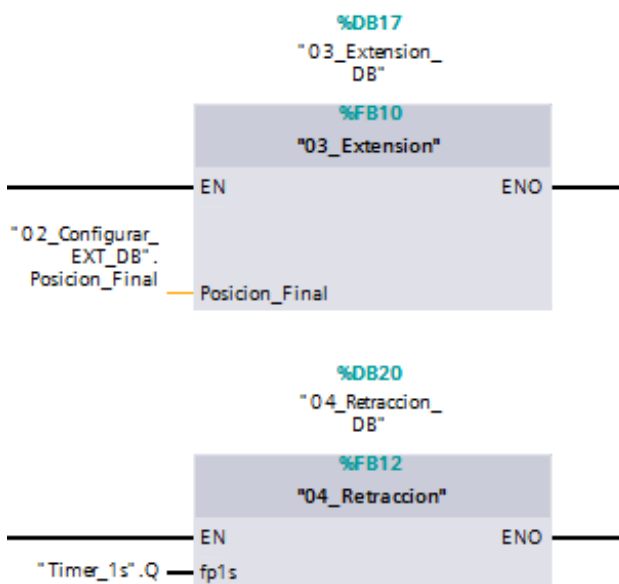 %DB17
"03_Extension_
DB"
%FB10
"03_Extension"
EN
ENO
"02_Configurar_
EXT_DB".
Posicion_Final
Posicion_Final
%DB20
"04_Retraccion_
DB"
%FB12
"04_Retraccion"
EN
ENO
"Timer_1s".Q
fp1s